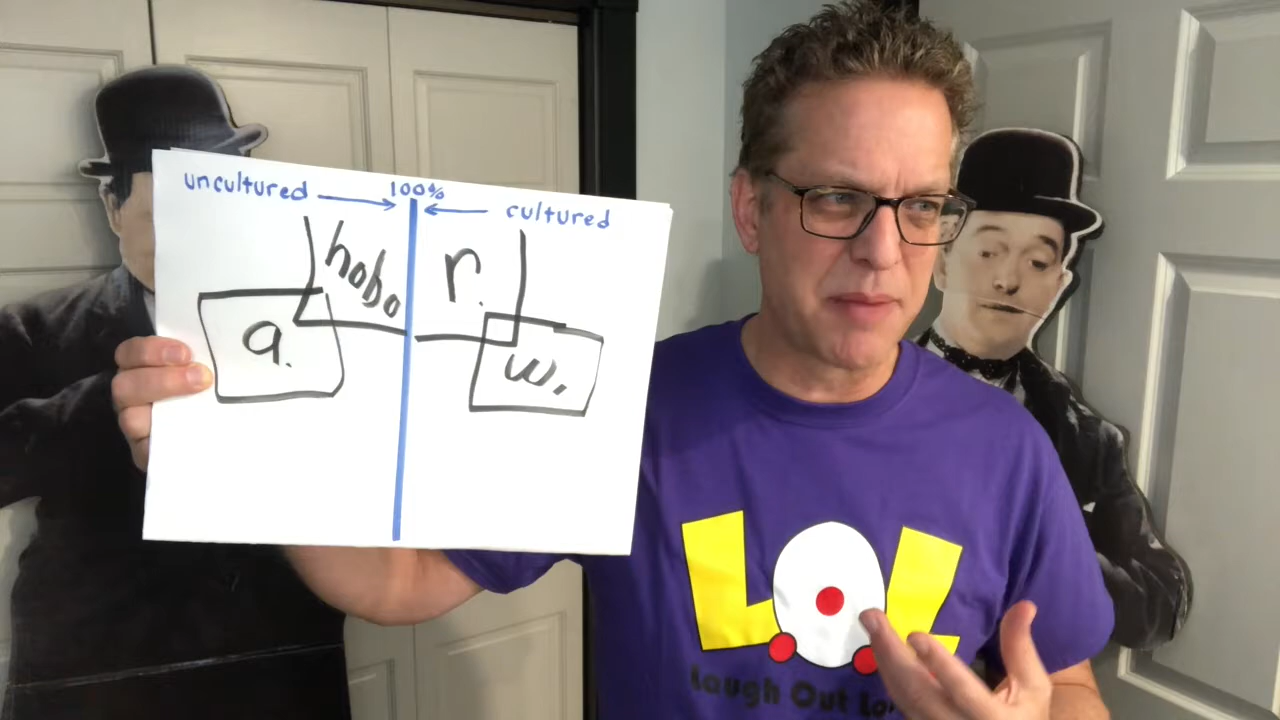 100%
uncultured → ← cultured
hobo r.
a. w.
LOL
Laugh Out Lo